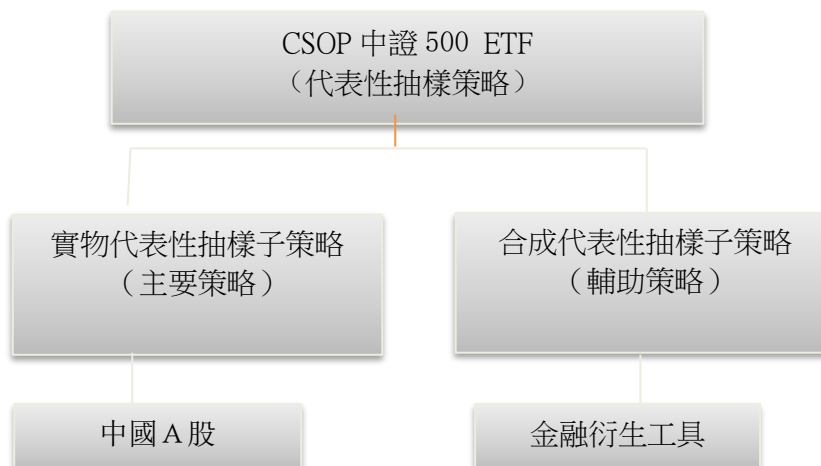 CSOP 中證 500 ETF
（代表性抽樣策略）
實物代表性抽樣子策略
（主要策略）
合成代表性抽樣子策略
（輔助策略）
中國A股
金融衍生工具